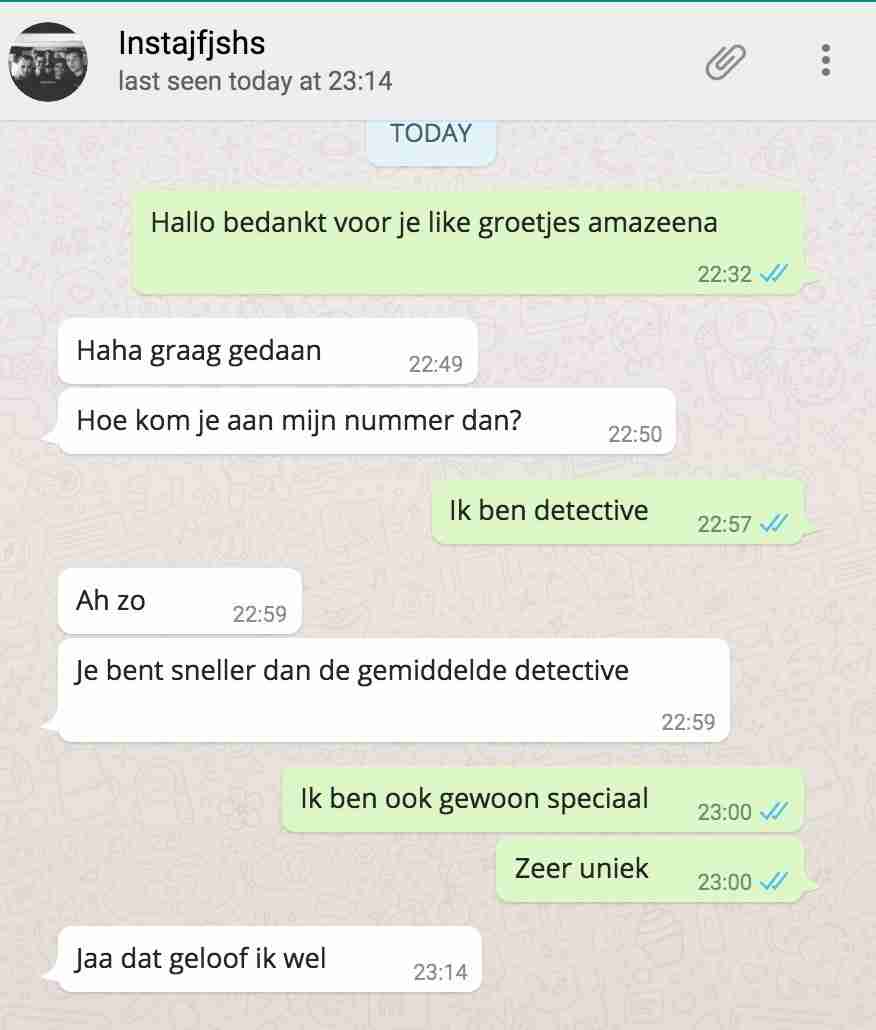 Instajfjshs
last seen today at 23:14
TODAY
Hallo bedankt voor je like groetjes amazeena
22:32
Haha graag gedaan
22:49
Hoe kom je aan mijn nummer dan?
22:50
Ik ben detective
22:57
Ah zo
22:59
Je bent sneller dan de gemiddelde detective
22:59
Ik ben ook gewoon speciaal
23:00
Zeer uniek
23:00
Jaa dat geloof ik wel
23:14